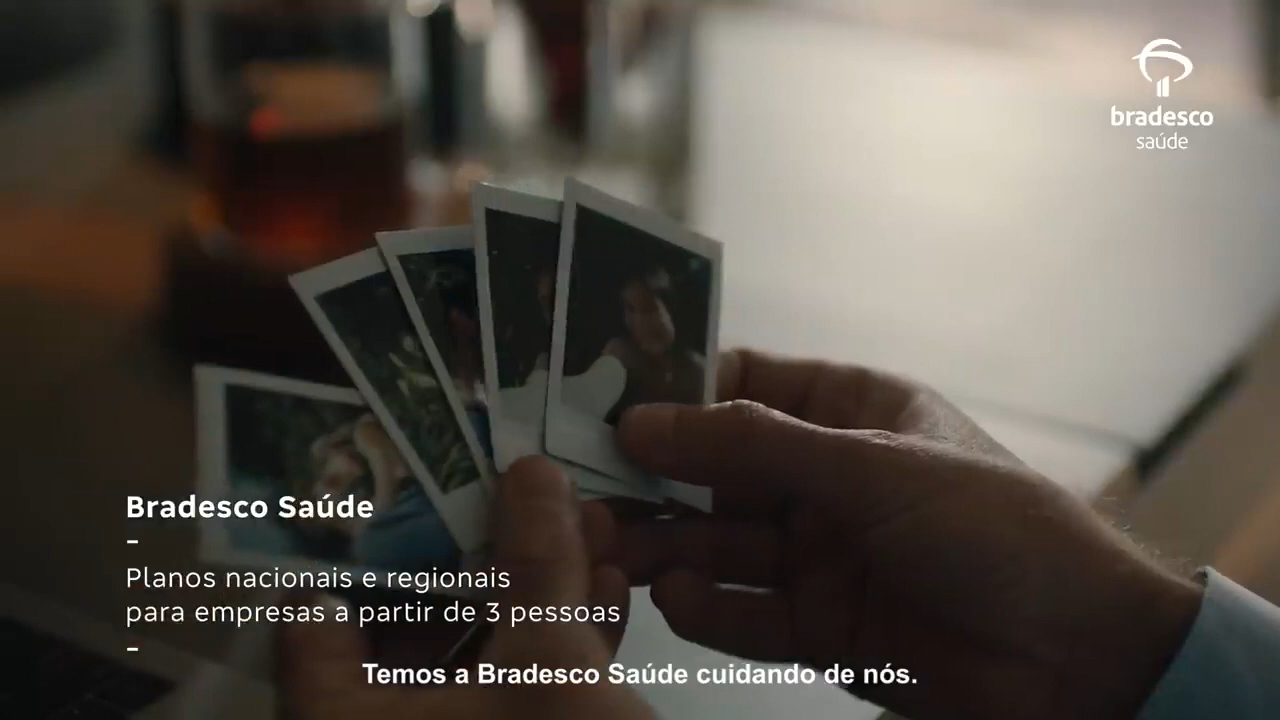 bradesco
saúde
Bradesco Saúde
-
Planos nacionais e regionais
para empresas a partir de 3 pessoas
-
Temos a Bradesco Saúde cuidando de nós.